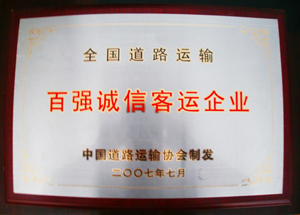 全国道路运输
百强诚信客运企业
中国道路运输协会制发
二〇〇七年七月